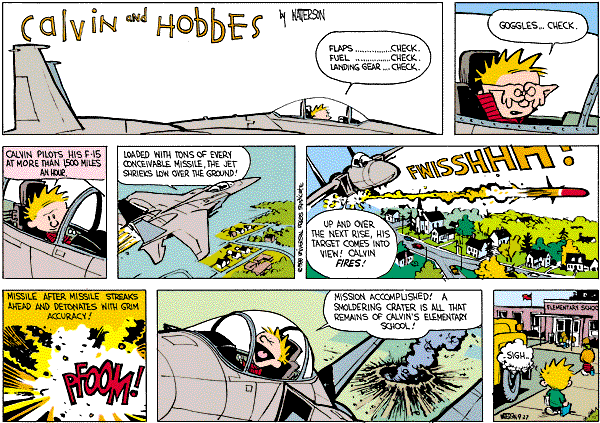 CALVIN and HOBBES
by WATTERSON
FLAPS ..............CHECK.
FUEL ..............CHECK.
LANDING GEAR ...CHECK.
GOGGLES... CHECK.
CALVIN PILOTS HIS F-15
AT MORE THAN 1500 MILES
AN HOUR.
LOADED WITH TONS OF EVERY
CONCEIVABLE MISSILE, THE JET
SHRIEKS LOW OVER THE GROUND!
FWISSHHHH!
UP AND OVER
THE NEXT RISE, HIS
TARGET COMES INTO
VIEW! CALVIN
FIRES!
MISSILE AFTER MISSILE STREAKS
AHEAD AND DETONATES WITH GRIM
ACCURACY!
PFOOM!
MISSION ACCOMPLISHED! A
SMOLDERING CRATER IS ALL THAT
REMAINS OF CALVIN'S ELEMENTARY
SCHOOL!
ELEMENTARY SCHOO
SIGH..